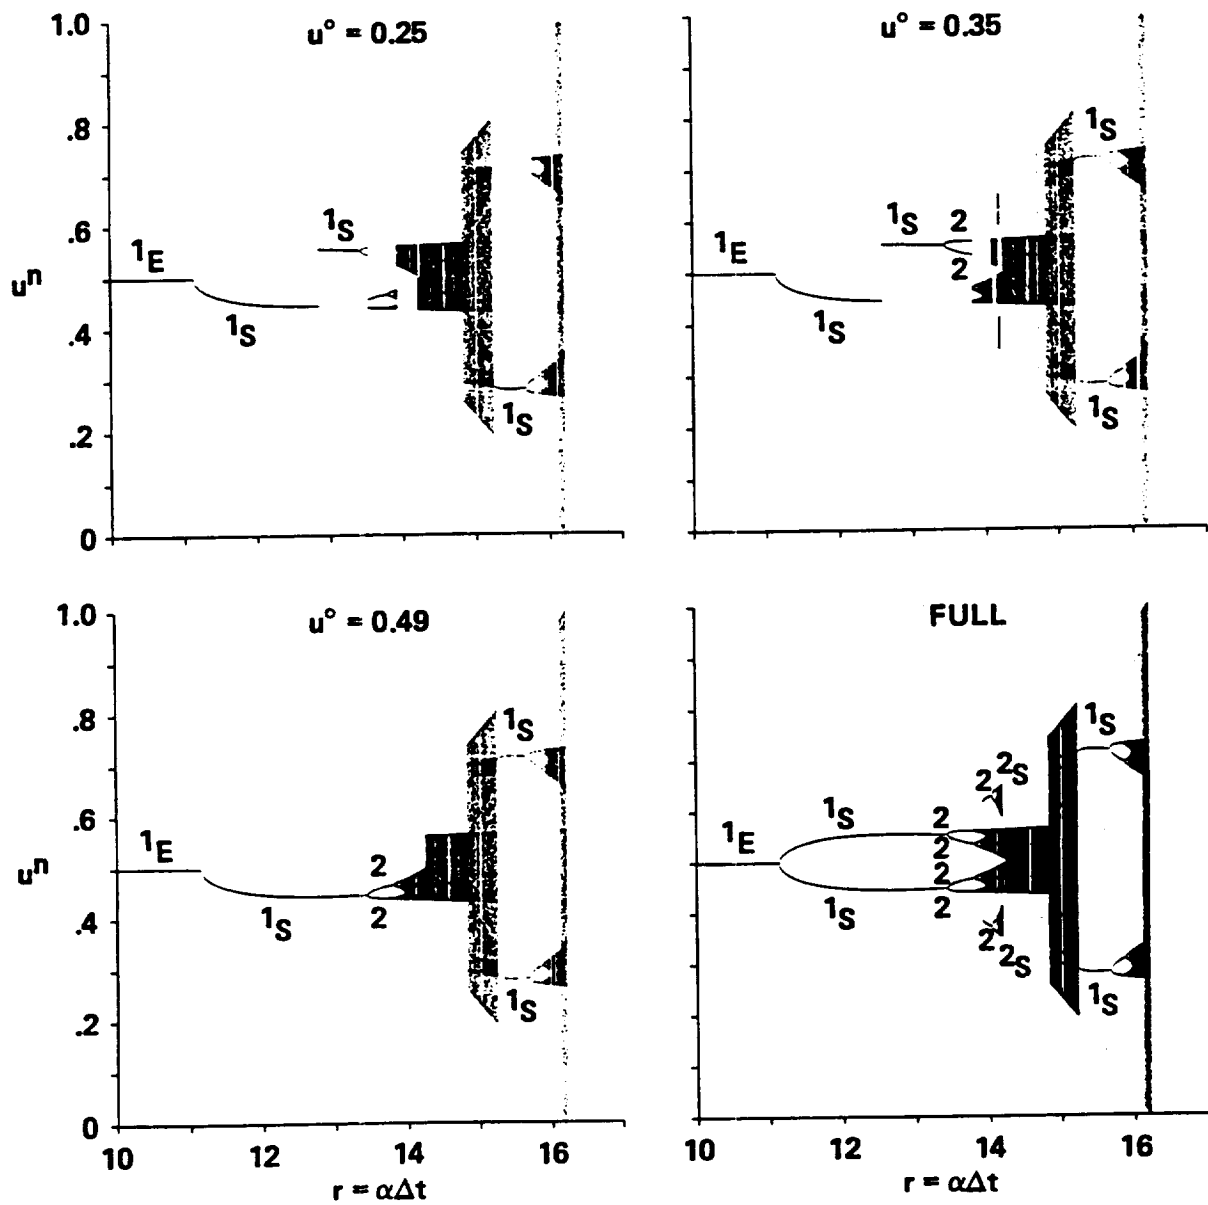 u° = 0.25
1.0
.8
.6
.4
.2
0
uⁿ
1E
1S
1S
1S
u° = 0.35
1E
1S
1S
2
2
1S
1S
u° = 0.49
1.0
.8
.6
.4
.2
0
uⁿ
1E
1S
2
2
1S
1S
10 12 14 16
r = αΔt
FULL
1E
1S
1S
2
2
2
2
2 2S
2 2S
1S
1S
10 12 14 16
r = αΔt